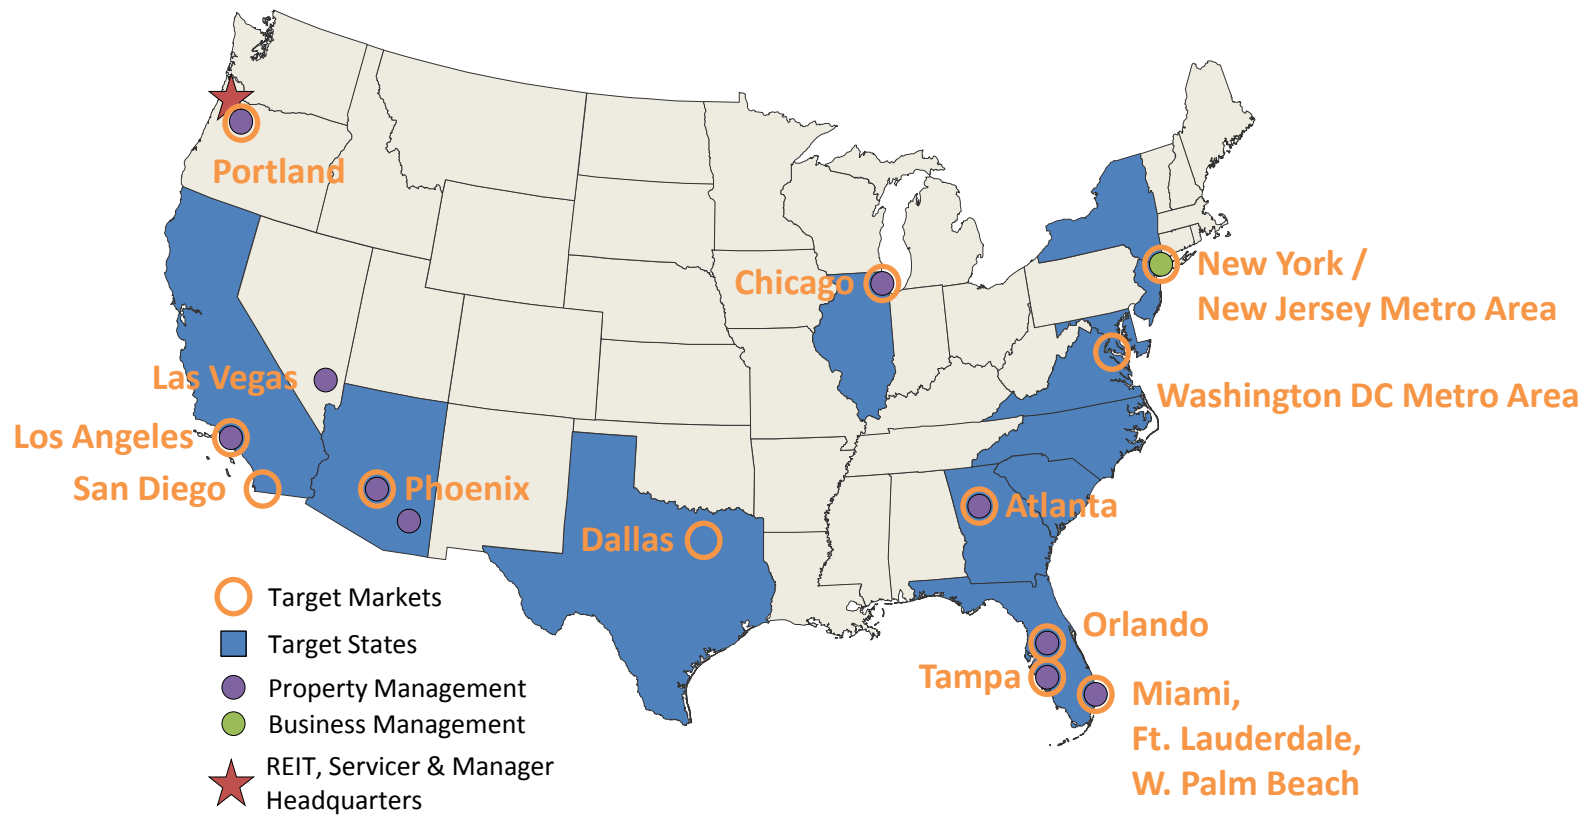 Portland
Chicago
New York /
New Jersey Metro Area
Las Vegas
Washington DC Metro Area
Los Angeles
San Diego
Phoenix
Atlanta
Dallas
Target Markets
Target States
Property Management
Business Management
REIT, Servicer & Manager
Headquarters
Orlando
Tampa
Miami,
Ft. Lauderdale,
W. Palm Beach